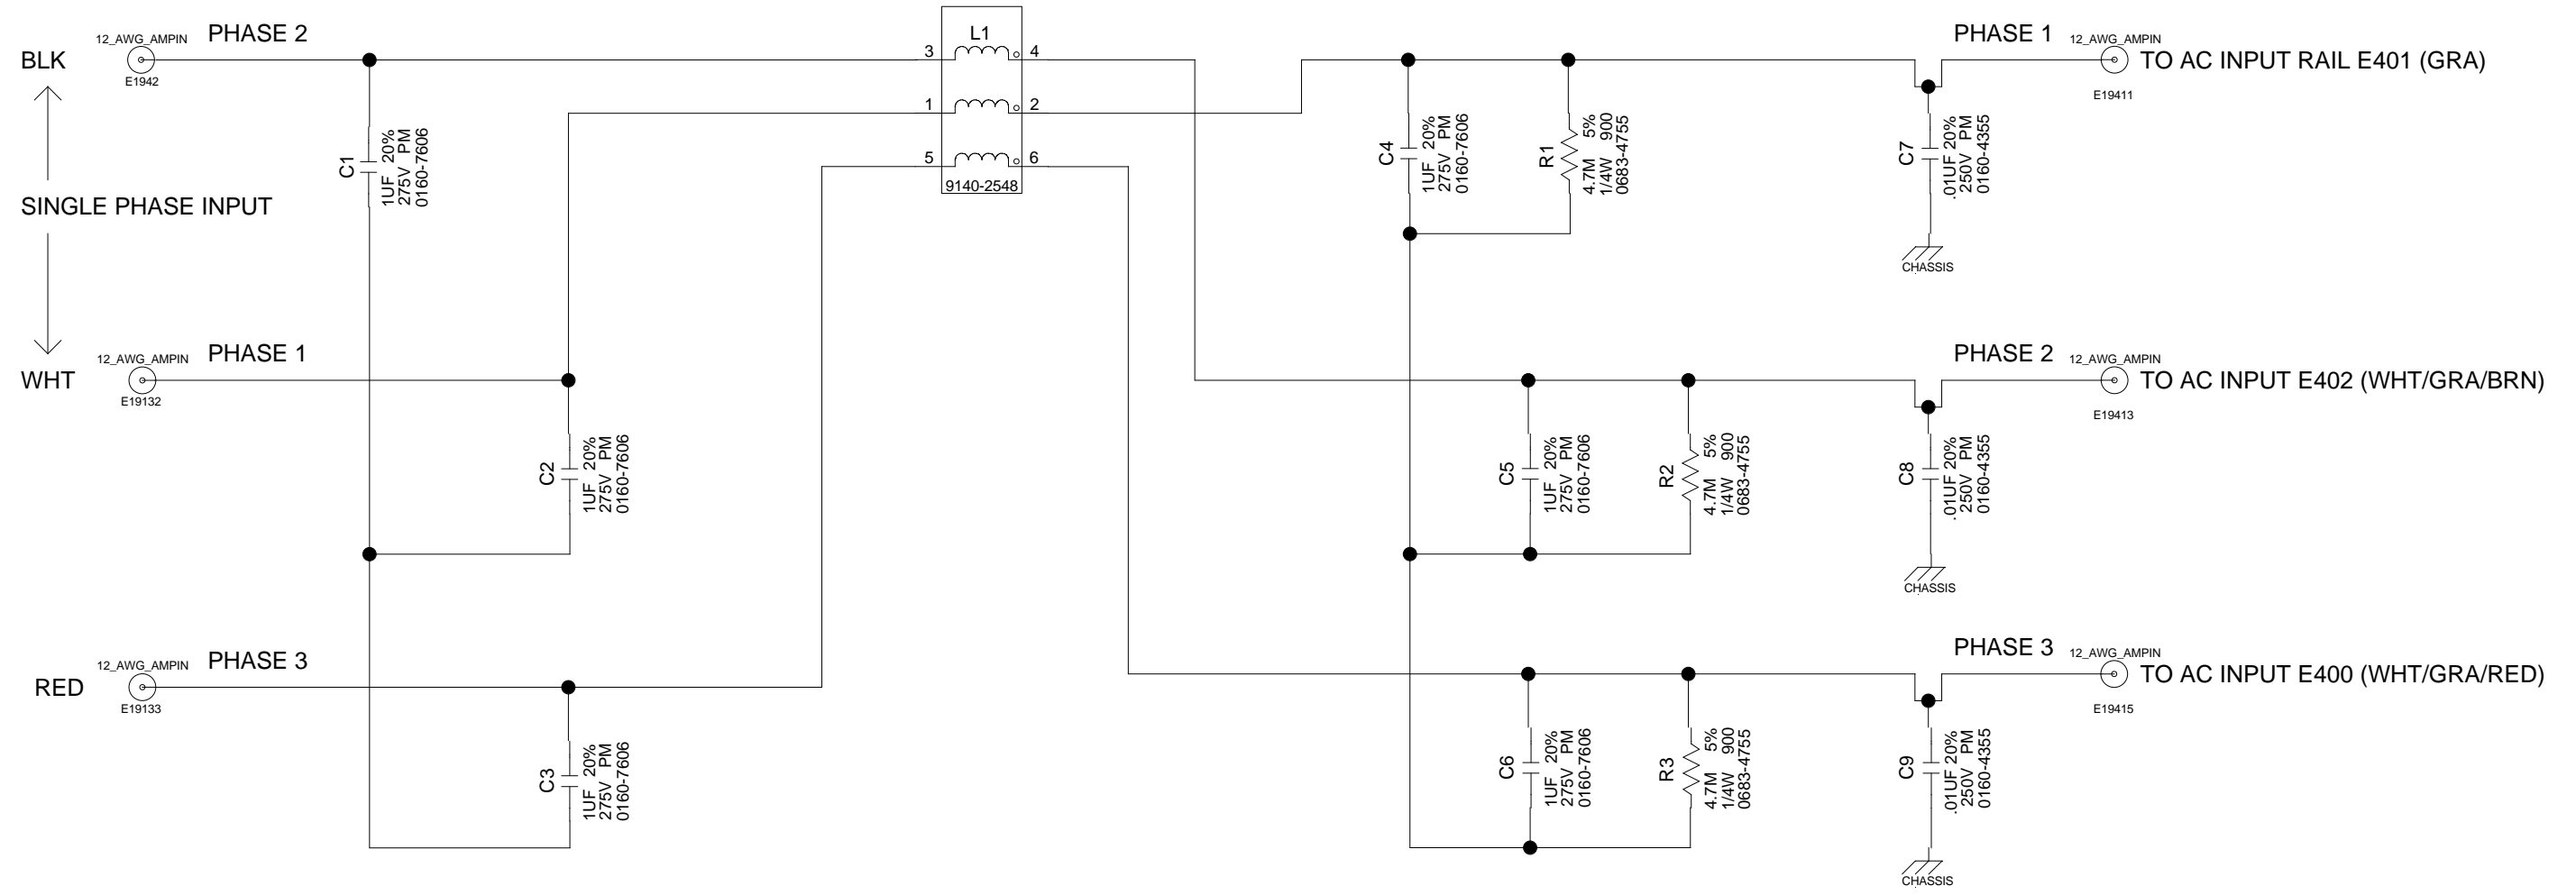 PHASE 2
12_AWG_AMPIN
BLK
E1942
SINGLE PHASE INPUT
PHASE 1
12_AWG_AMPIN
WHT
E19132
PHASE 3
12_AWG_AMPIN
RED
E19133
C1
1UF 20%
275V PM
0160-7606
C2
1UF 20%
275V PM
0160-7606
C3
1UF 20%
275V PM
0160-7606
L1
3 4
1 2
5 6
9140-2548
C4
1UF 20%
275V PM
0160-7606
R1
4.7M 5%
1/4W 900
0683-4755
C7
.01UF 20%
250V PM
0160-4355
CHASSIS
PHASE 1
12_AWG_AMPIN
TO AC INPUT RAIL E401 (GRA)
E19411
C5
1UF 20%
275V PM
0160-7606
R2
4.7M 5%
1/4W 900
0683-4755
C8
.01UF 20%
250V PM
0160-4355
CHASSIS
PHASE 2
12_AWG_AMPIN
TO AC INPUT E402 (WHT/GRA/BRN)
E19413
C6
1UF 20%
275V PM
0160-7606
R3
4.7M 5%
1/4W 900
0683-4755
C9
.01UF 20%
250V PM
0160-4355
CHASSIS
PHASE 3
12_AWG_AMPIN
TO AC INPUT E400 (WHT/GRA/RED)
E19415